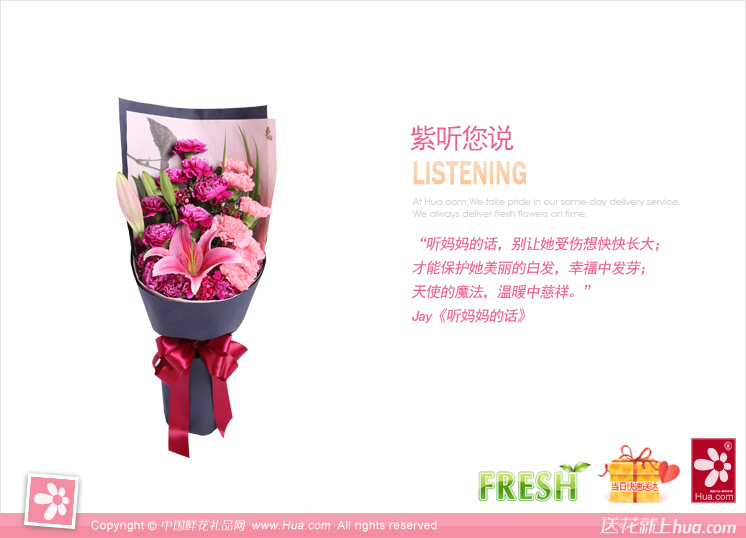 紫听您说
LISTENING
At Hua.com,We take pride in our same-day delivery service.
We always deliver fresh flowers on time.
“听妈妈的话，别让她受伤想快快长大；
才能保护她美丽的白发，幸福中发芽；
天使的魔法，温暖中慈祥。”
Jay《听妈妈的话》
FRESH
当日快速送达
Hua.com
Copyright © 中国鲜花礼品网 www.Hua.com All rights reserved
送花就上hua.com